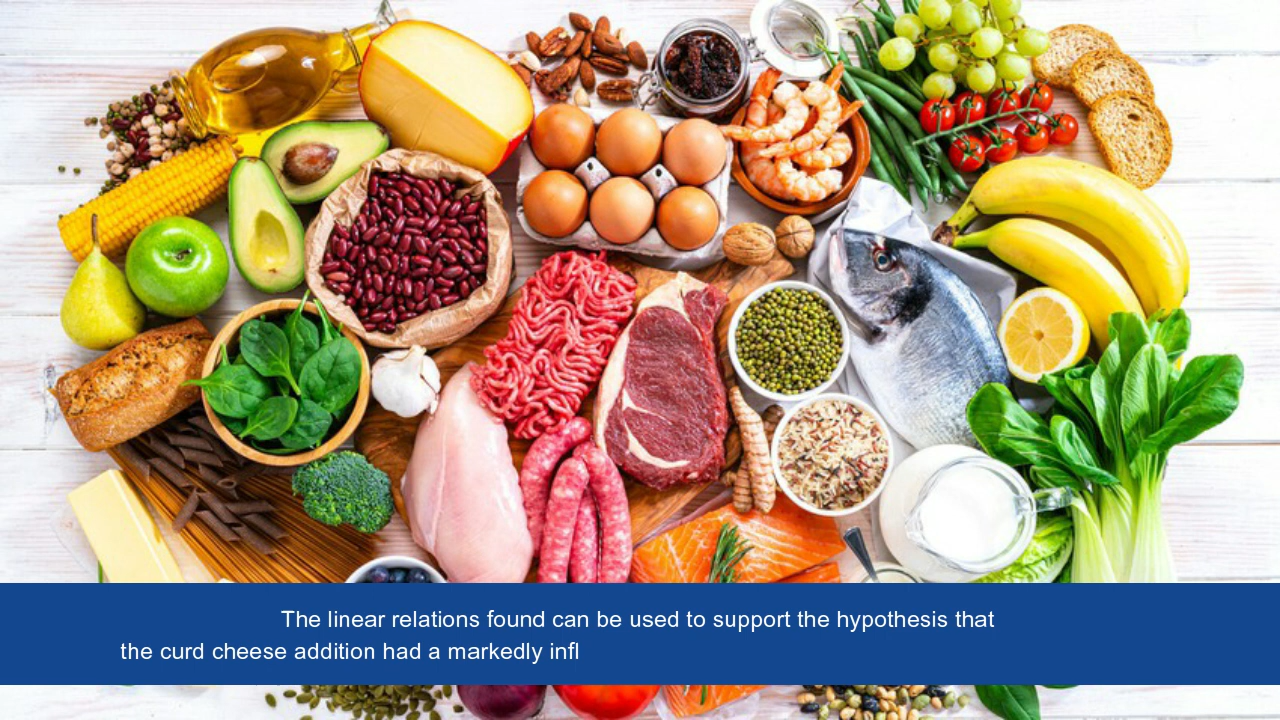 The linear relations found can be used to support the hypothesis that
the curd cheese addition had a markedly infl